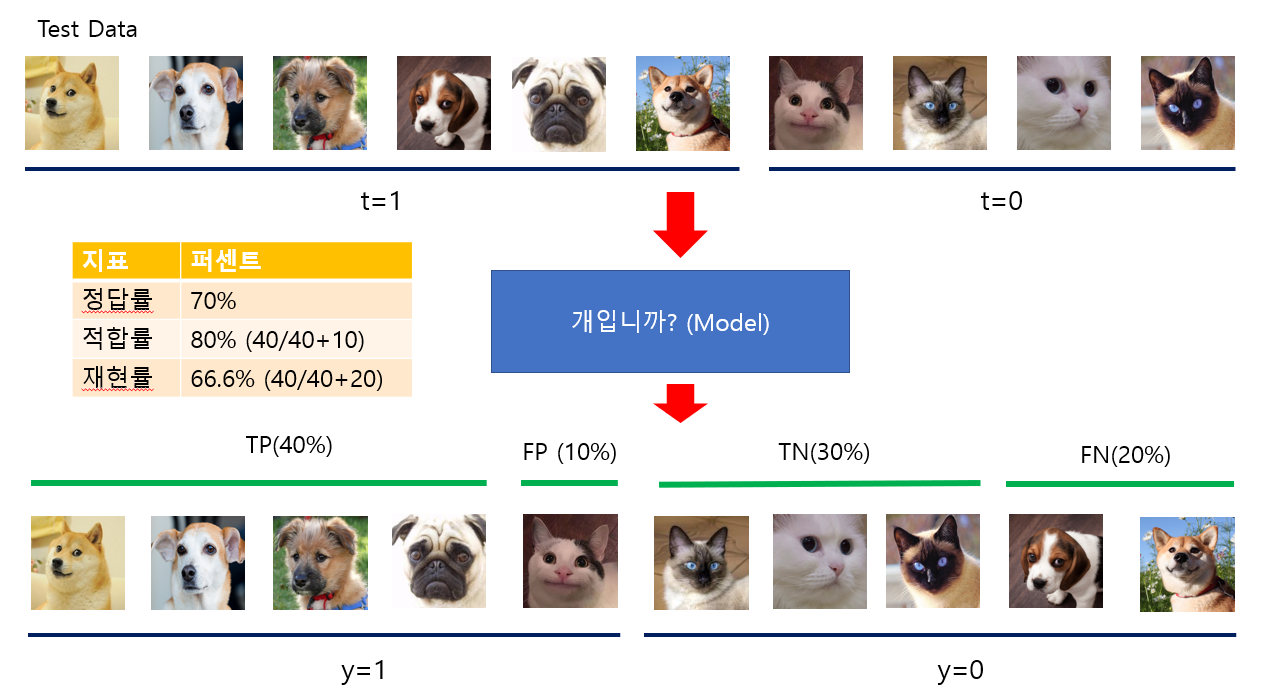 Test Data
t=1
t=0
지표 퍼센트
정답률 70%
적합률 80% (40/40+10)
재현률 66.6% (40/40+20)
개입니까? (Model)
TP(40%)
FP (10%)
TN(30%)
FN(20%)
y=1
y=0